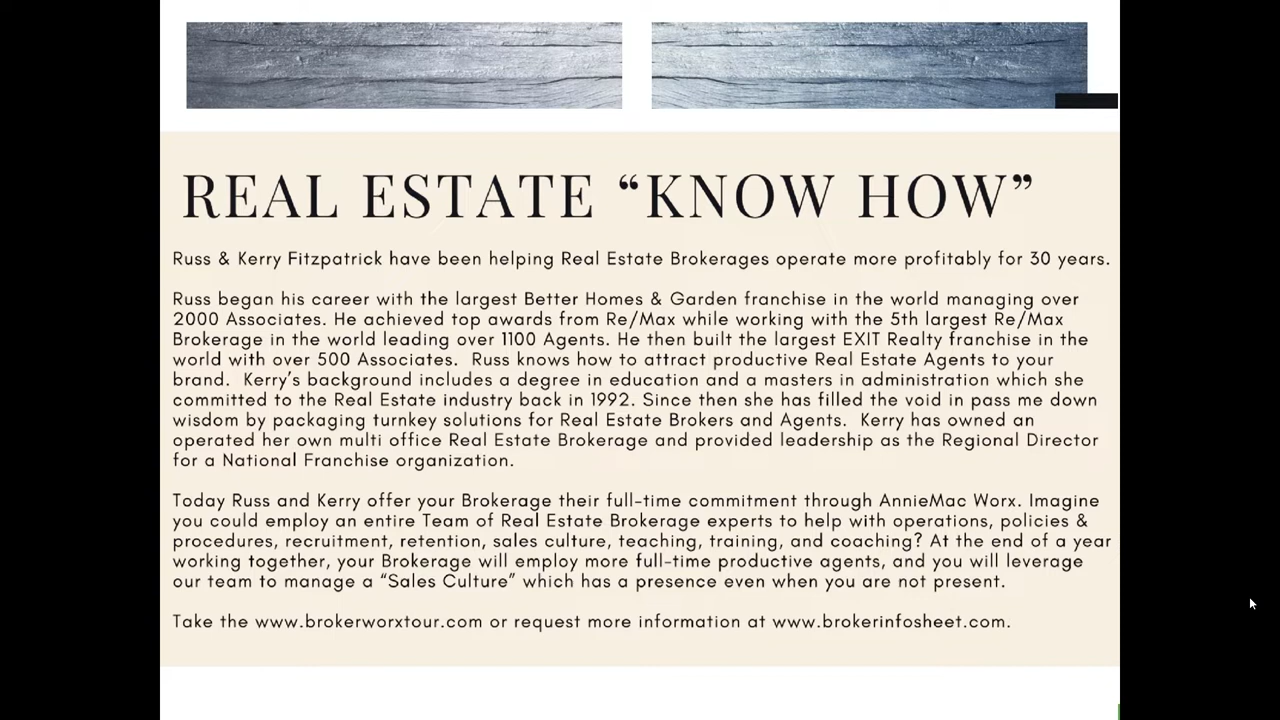 REAL ESTATE “KNOW HOW”
Russ & Kerry Fitzpatrick have been helping Real Estate Brokerages operate more profitably for 30 years.
Russ began his career with the largest Better Homes & Garden franchise in the world managing over
2000 Associates. He achieved top awards from Re/Max while working with the 5th largest Re/Max
Brokerage in the world leading over 1100 Agents. He then built the largest EXIT Realty franchise in the
world with over 500 Associates.  Russ knows how to attract productive Real Estate Agents to your
brand.  Kerry’s background includes a degree in education and a masters in administration which she
committed to the Real Estate industry back in 1992. Since then she has filled the void in pass me down
wisdom by packaging turnkey solutions for Real Estate Brokers and Agents.  Kerry has owned an
operated her own multi office Real Estate Brokerage and provided leadership as the Regional Director
for a National Franchise organization.
Today Russ and Kerry offer your Brokerage their full-time commitment through AnnieMac Worx. Imagine
you could employ an entire Team of Real Estate Brokerage experts to help with operations, policies &
procedures, recruitment, retention, sales culture, teaching, training, and coaching? At the end of a year
working together, your Brokerage will employ more full-time productive agents, and you will leverage
our team to manage a “Sales Culture” which has a presence even when you are not present.
Take the www.brokerworxtour.com or request more information at www.brokerinfosheet.com.